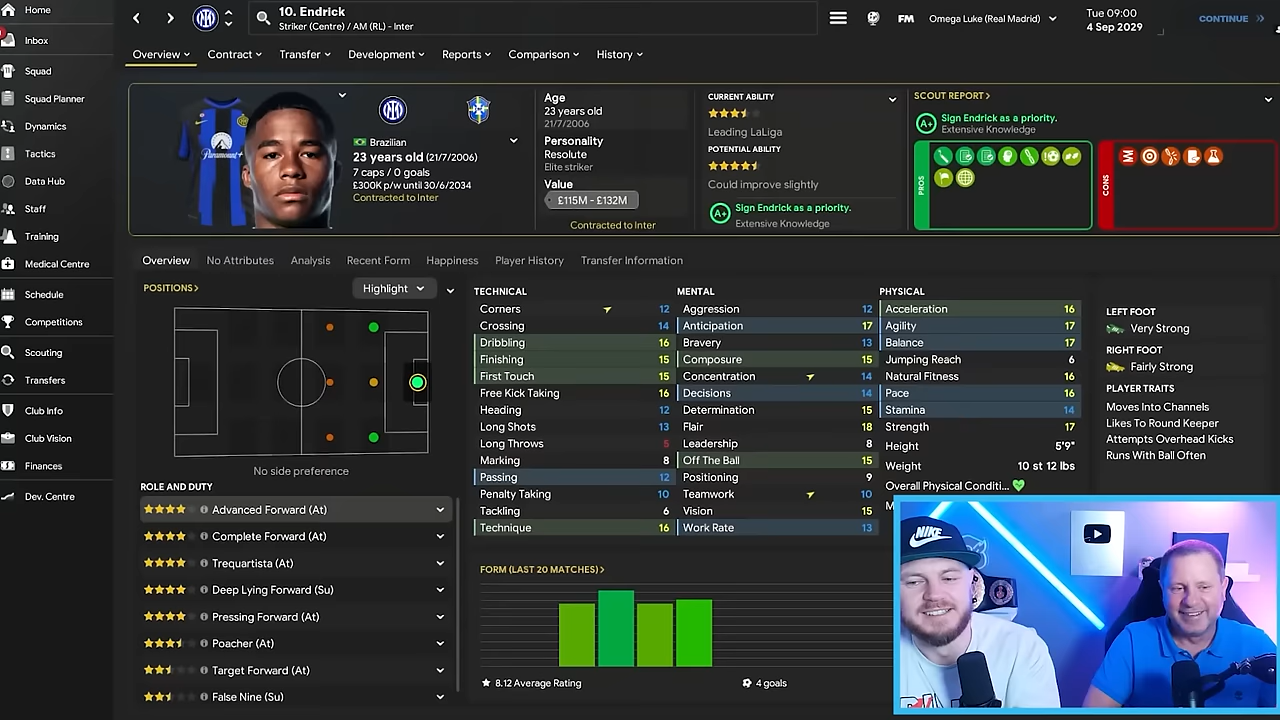 Home
Inbox
Squad
Squad Planner
Dynamics
Tactics
Data Hub
Staff
Training
Medical Centre
Schedule
Competitions
Scouting
Transfers
Club Info
Club Vision
Finances
Dev. Centre
10. Endrick
Striker (Centre) / AM (RL) - Inter
FM
Omega Luke (Real Madrid)
Tue 09:00
4 Sep 2029
CONTINUE
Overview
Contract
Transfer
Development
Reports
Comparison
History
Paramount+
Brazilian
23 years old (21/7/2006)
7 caps / 0 goals
£300K p/w until 30/6/2034
Contracted to Inter
Age
23 years old
21/7/2006
Personality
Resolute
Elite striker
Value
£115M - £132M
Contracted to Inter
CURRENT ABILITY
Leading LaLiga
POTENTIAL ABILITY
Could improve slightly
A+ Sign Endrick as a priority.
Extensive Knowledge
SCOUT REPORT>
A+ Sign Endrick as a priority.
Extensive Knowledge
PROS
CONS
Overview
No Attributes
Analysis
Recent Form
Happiness
Player History
Transfer Information
POSITIONS>
Highlight
No side preference
ROLE AND DUTY
Advanced Forward (At)
Complete Forward (At)
Trequartista (At)
Deep Lying Forward (Su)
Pressing Forward (At)
Poacher (At)
Target Forward (At)
False Nine (Su)
TECHNICAL
Corners 12
Crossing 14
Dribbling 16
Finishing 15
First Touch 15
Free Kick Taking 16
Heading 12
Long Shots 13
Long Throws 5
Marking 8
Passing 12
Penalty Taking 10
Tackling 6
Technique 16
MENTAL
Aggression 12
Anticipation 17
Bravery 13
Composure 15
Concentration 14
Decisions 14
Determination 15
Flair 18
Leadership 8
Off The Ball 15
Positioning 9
Teamwork 10
Vision 15
Work Rate 13
PHYSICAL
Acceleration 16
Agility 17
Balance 17
Jumping Reach 6
Natural Fitness 16
Pace 16
Stamina 14
Strength 17
Height 5'9"
Weight 10 st 12 lbs
Overall Physical Conditi...
LEFT FOOT
Very Strong
RIGHT FOOT
Fairly Strong
PLAYER TRAITS
Moves Into Channels
Likes To Round Keeper
Attempts Overhead Kicks
Runs With Ball Often
FORM (LAST 20 MATCHES)>
8.12 Average Rating
4 goals
NIKE